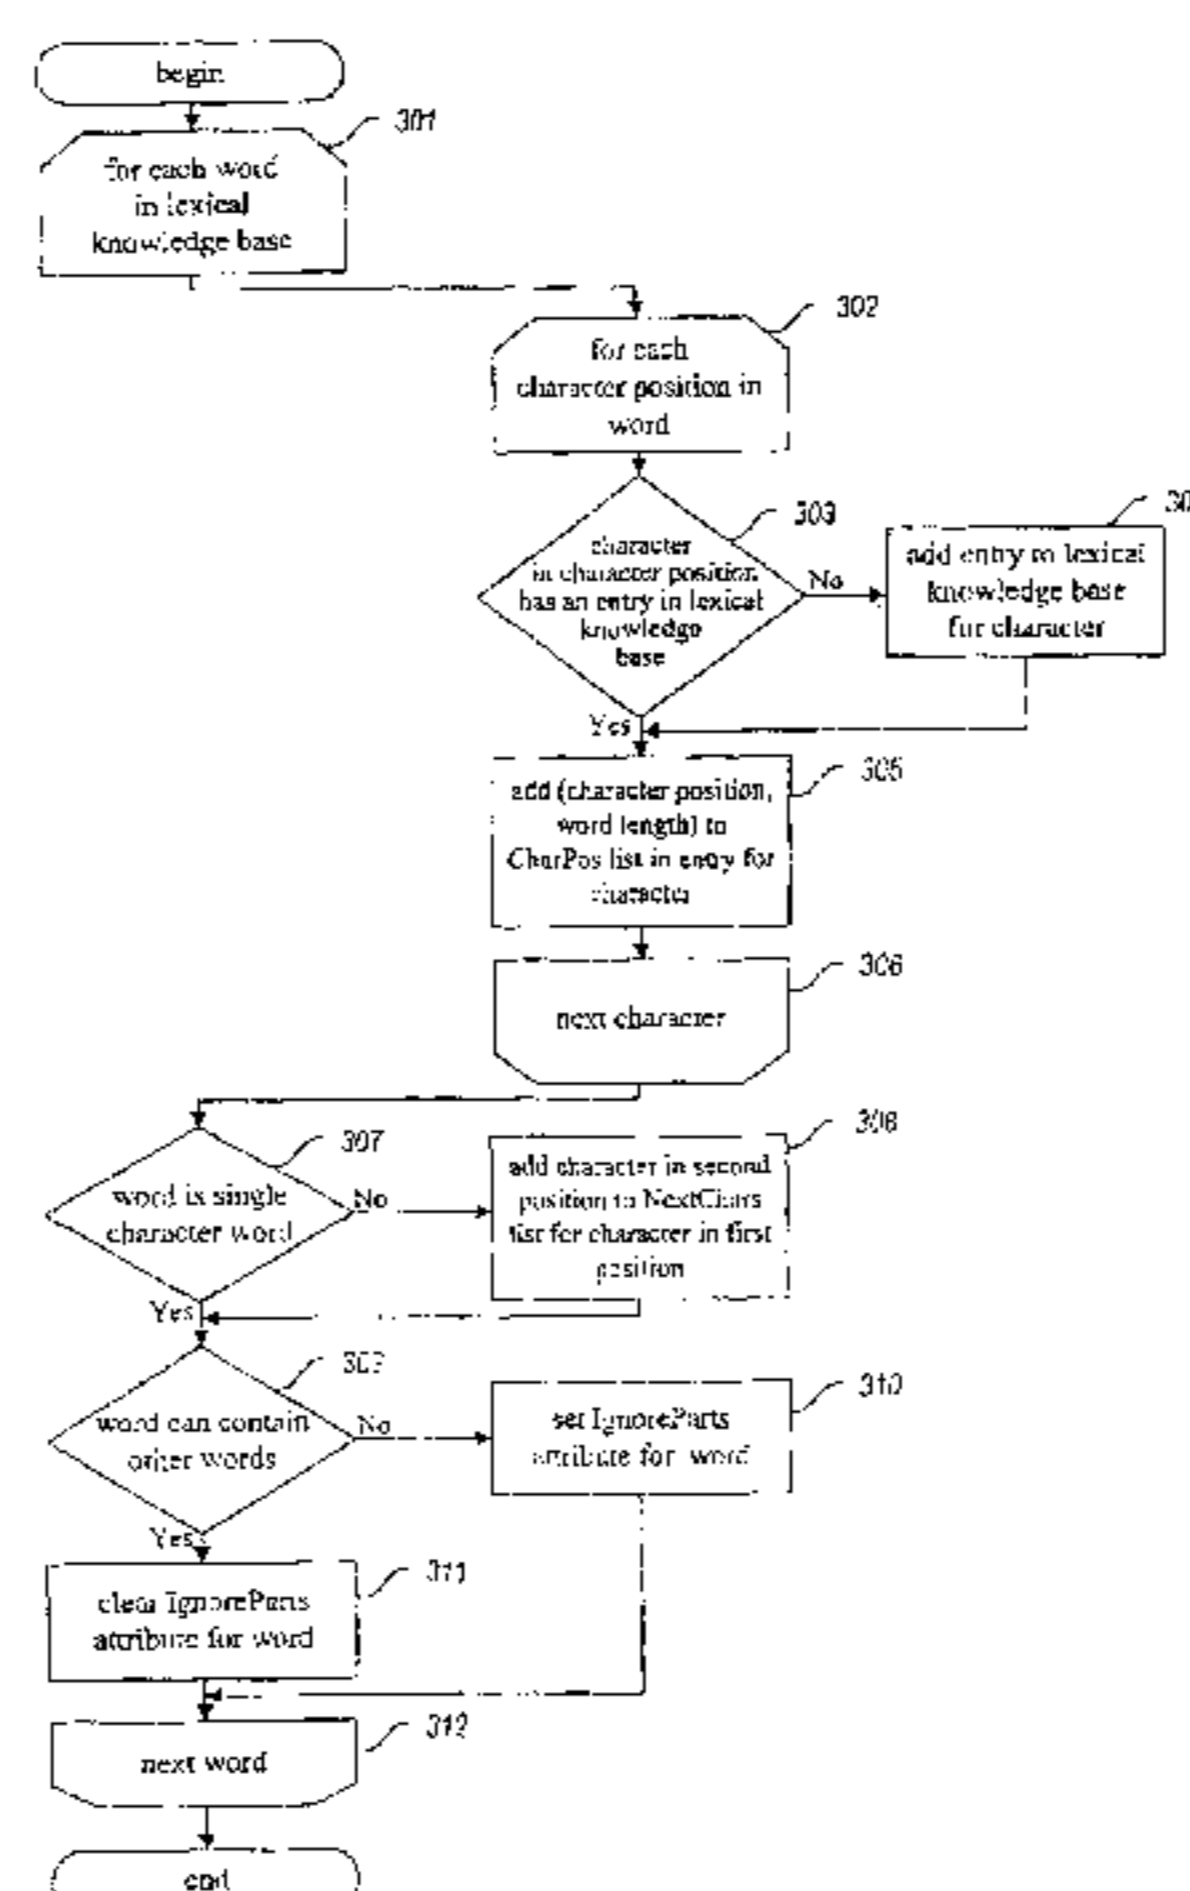 begin
301
for each word
in lexical
knowledge base
302
for each
character position in
word
303
character
in character position
has an entry in lexical
knowledge
base
No
30
add entry to lexical
knowledge base
for character
Yes
305
add (character position,
word length) to
CharPos list in entry for
character
306
next character
307
word is single
character word
No
308
add character in second
position to NextChars
list for character in first
position
Yes
309
word can contain
other words
No
310
set IgnoreParts
attribute for word
Yes
311
clear IgnoreParts
attribute for word
312
next word
end